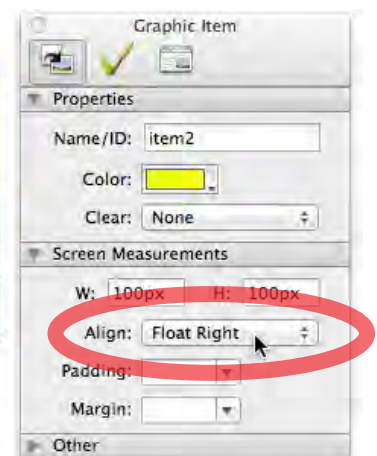 Graphic Item
Properties
Name/ID: item2
Color:
Clear: None
Screen Measurements
W: 100px H: 100px
Align: Float Right
Padding:
Margin:
Other